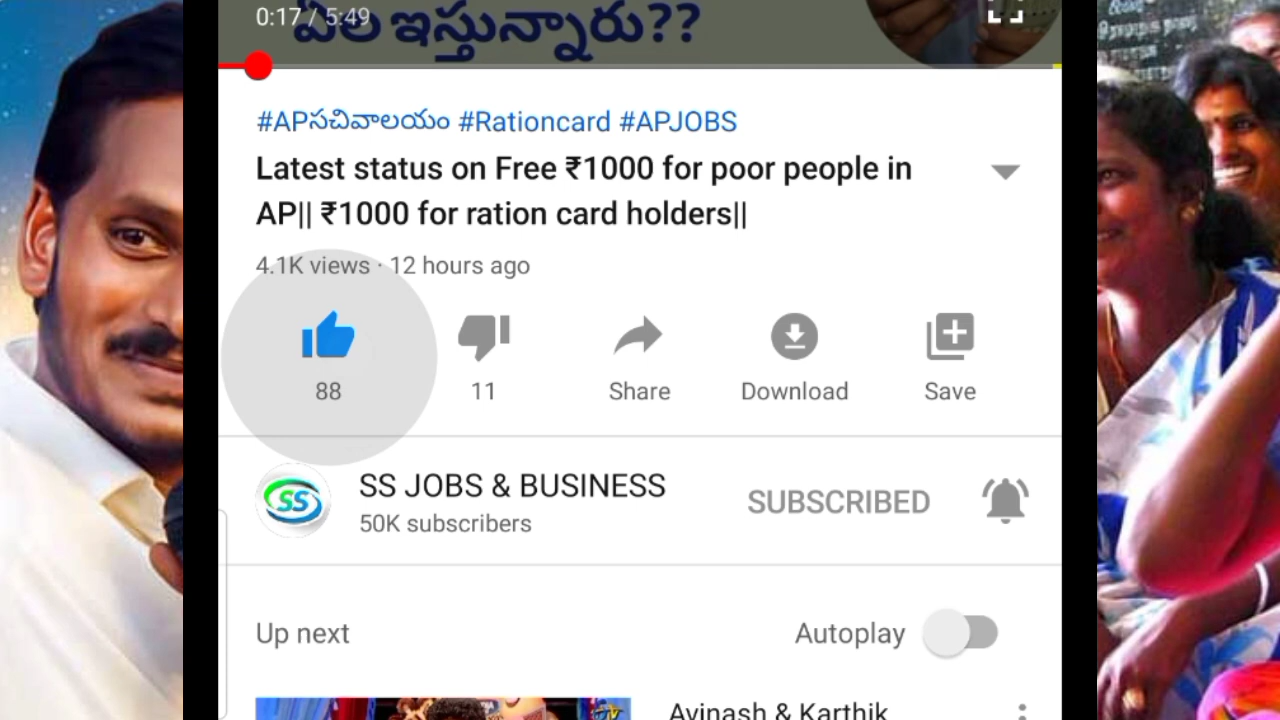 0:17 / 5:49
ఏలా ఇస్తున్నారు??
#APసచివాలయం #Rationcard #APJOBS
Latest status on Free ₹1000 for poor people in
AP|| ₹1000 for ration card holders||
4.1K views · 12 hours ago
88
11
Share
Download
Save
SS
SS JOBS & BUSINESS
50K subscribers
SUBSCRIBED
Up next
Autoplay
Avinash & Karthik